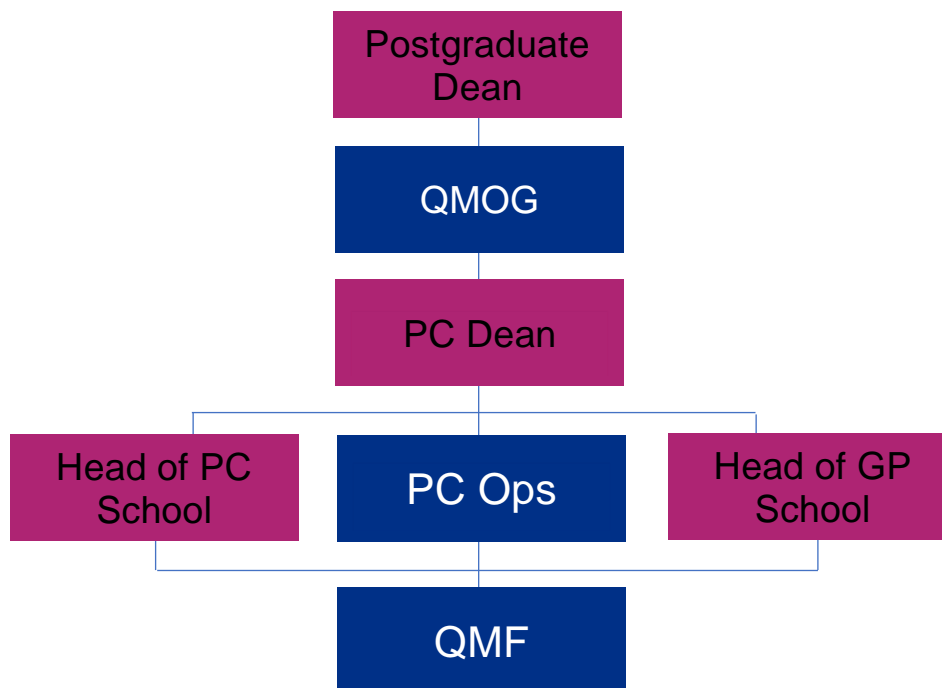 Postgraduate
Dean
QMOG
PC Dean
Head of PC
School
PC Ops
Head of GP
School
QMF